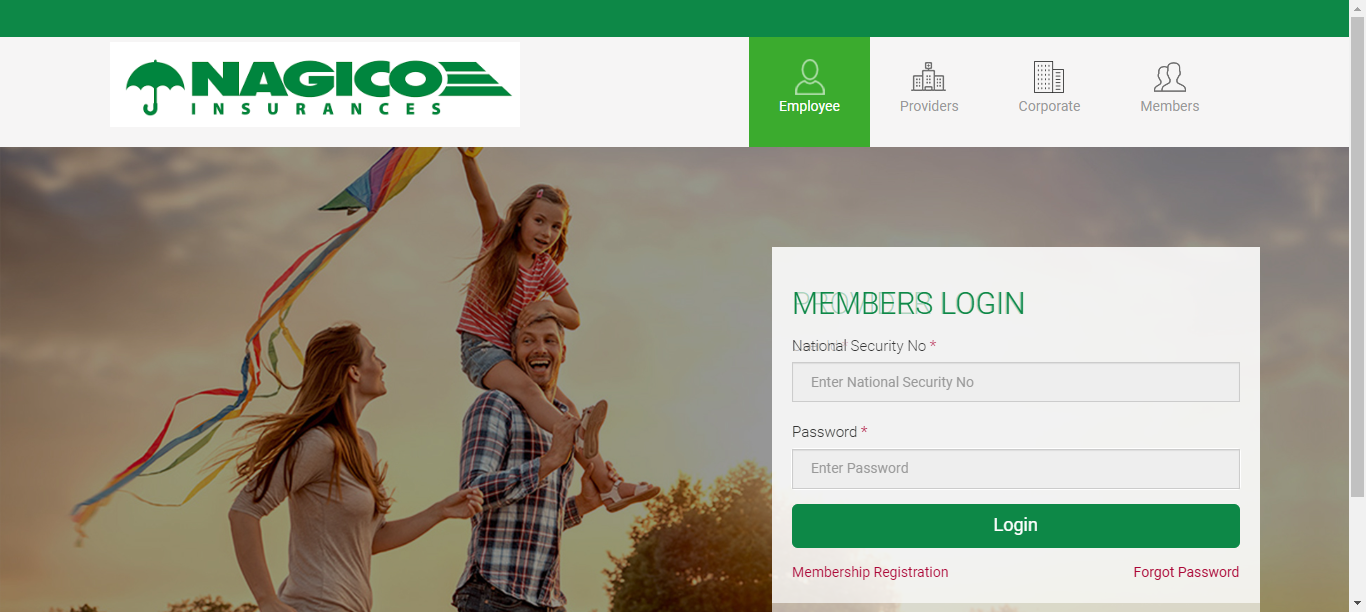 NAGICO
INSURANCES
Employee
Providers
Corporate
Members
MEMBERS LOGIN
National Security No *
Enter National Security No
Password *
Enter Password
Login
Membership Registration
Forgot Password